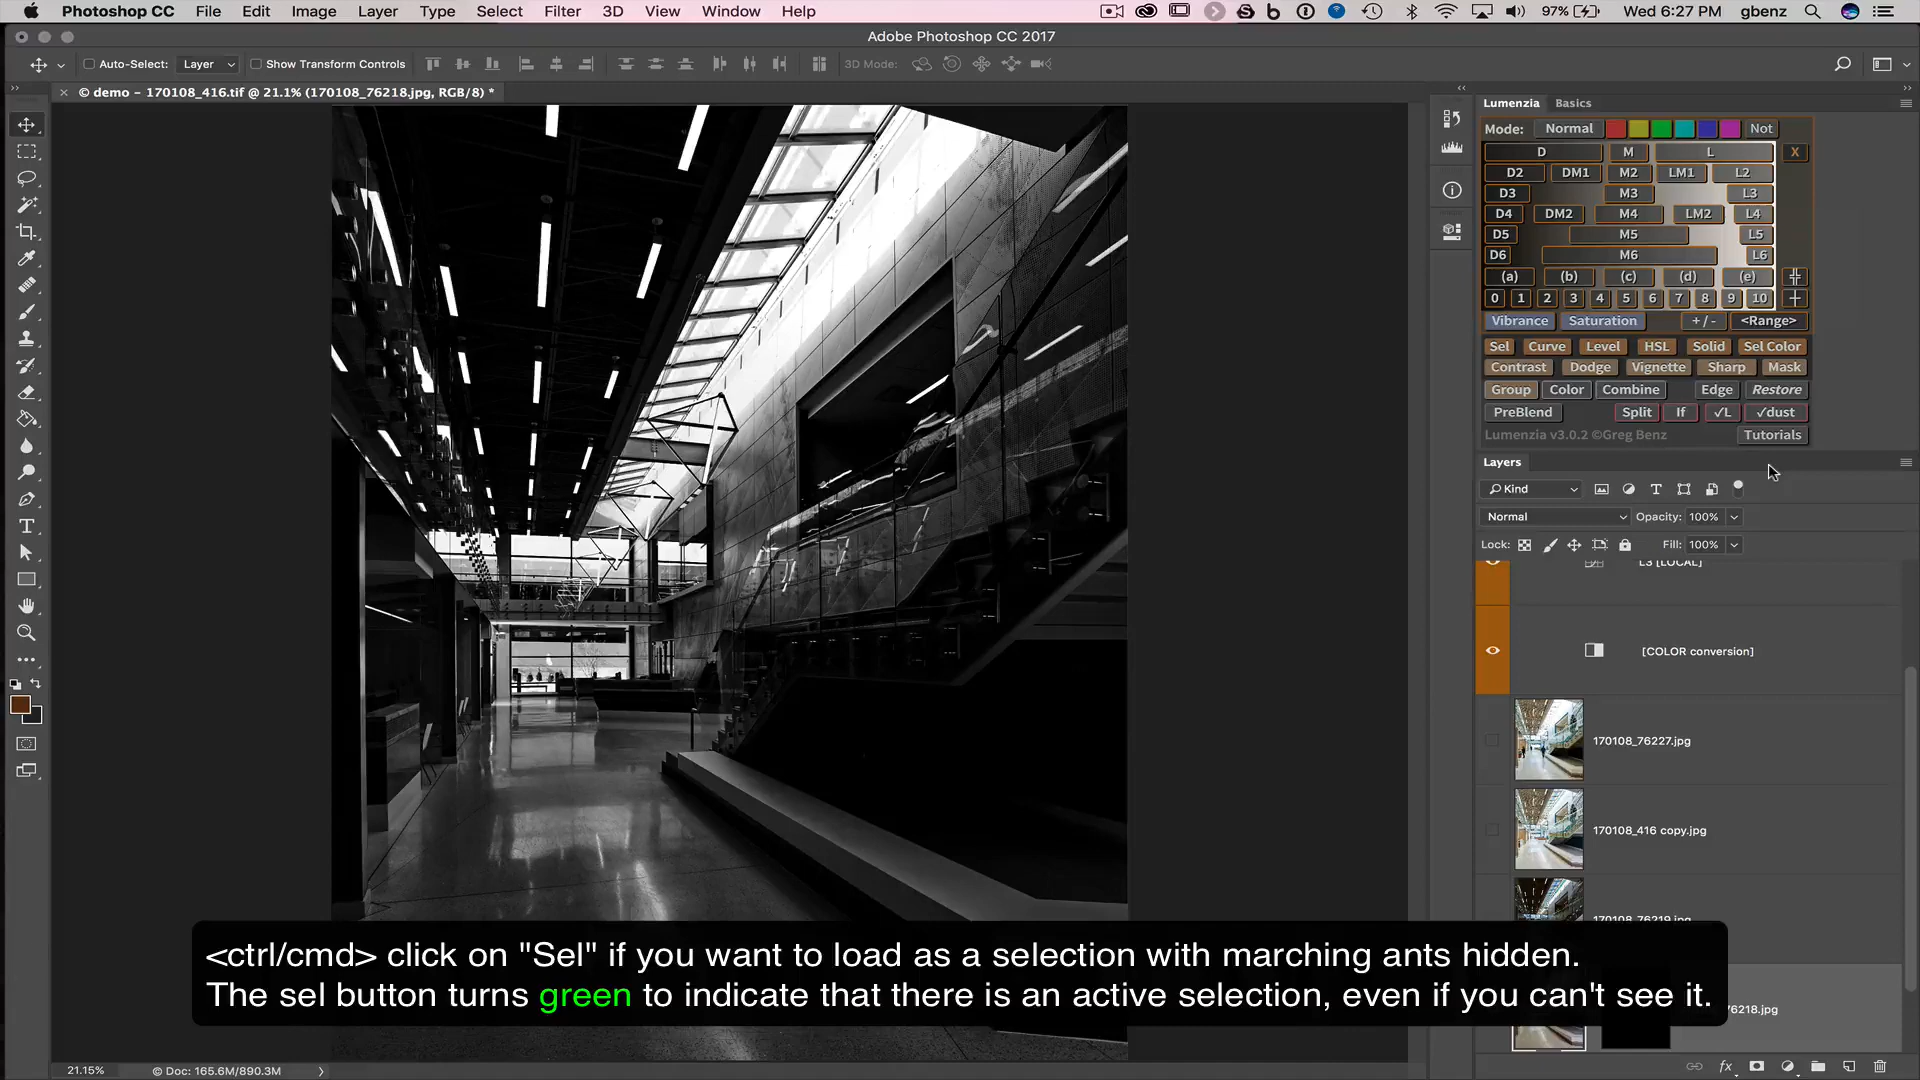 Photoshop CC File Edit Image Layer Type Select Filter 3D View Window Help 97% Wed 6:27 PM gbenz
Adobe Photoshop CC 2017
Auto-Select: Layer Show Transform Controls 3D Mode:
© demo - 170108_416.tif @ 21.1% (170108_76218.jpg, RGB/8) *
Lumenzia Basics
Mode: Normal Not
D M L X
D2 DM1 M2 LM1 L2
D3 M3 L3
D4 DM2 M4 LM2 L4
D5 M5 L5
D6 M6 L6
(a) (b) (c) (d) (e)
0 1 2 3 4 5 6 7 8 9 10 +
Vibrance Saturation +/- <Range>
Sel Curve Level HSL Solid Sel Color
Contrast Dodge Vignette Sharp Mask
Group Color Combine Edge Restore
PreBlend Split If √L √dust
Lumenzia v3.0.2 ©Greg Benz Tutorials
Layers
Kind
Normal Opacity: 100%
Lock: Fill: 100%
L3 [LOCAL]
[COLOR conversion]
170108_76227.jpg
170108_416 copy.jpg
170108_76219.jpg
<ctrl/cmd> click on "Sel" if you want to load as a selection with marching ants hidden.
The sel button turns green to indicate that there is an active selection, even if you can't see it.
76218.jpg
21.15% © Doc: 165.6M/890.3M